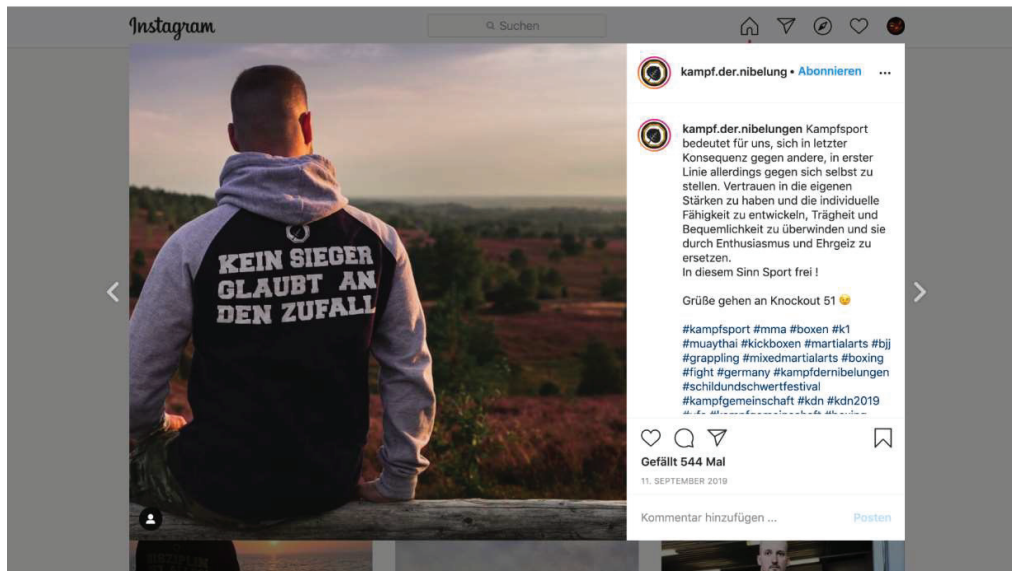 Instagram
Suchen
KEIN SIEGER
GLAUBT AN
DEN ZUFALL
kampf.der.nibelung • Abonnieren
kampf.der.nibelungen Kampfsport
bedeutet für uns, sich in letzter
Konsequenz gegen andere, in erster
Linie allerdings gegen sich selbst zu
stellen. Vertrauen in die eigenen
Stärken zu haben und die individuelle
Fähigkeit zu entwickeln, Trägheit und
Bequemlichkeit zu überwinden und sie
durch Enthusiasmus und Ehrgeiz zu
ersetzen.
In diesem Sinn Sport frei !
Grüße gehen an Knockout 51 😉
#kampfsport #mma #boxen #k1
#muaythai #kickboxen #martialarts #bjj
#grappling #mixedmartialarts #boxing
#fight #germany #kampfdernibelungen
#schildundschwertfestival
#kampfgemeinschaft #kdn #kdn2019
Gefällt 544 Mal
11. SEPTEMBER 2019
Kommentar hinzufügen ...
Posten